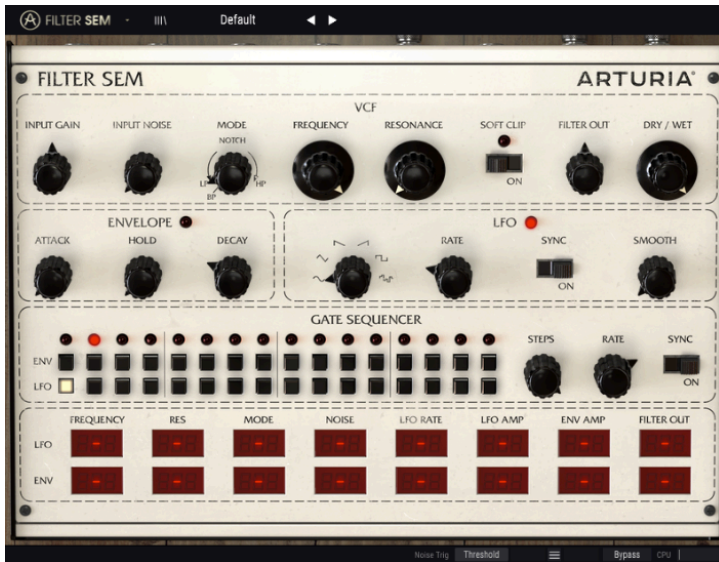 FILTER SEM
Default
FILTER SEM
ARTURIA
VCF
INPUT GAIN INPUT NOISE MODE FREQUENCY RESONANCE SOFT CLIP FILTER OUT DRY / WET
NOTCH
LP HP
BP
ON
ENVELOPE LFO
ATTACK HOLD DECAY RATE SYNC SMOOTH
ON
GATE SEQUENCER
STEPS RATE SYNC
ENV
LFO
ON
FREQUENCY RES MODE NOISE LFO RATE LFO AMP ENV AMP FILTER OUT
LFO - - - - - - - -
ENV - - - - - - - -
Noise Trig Threshold Bypass CPU